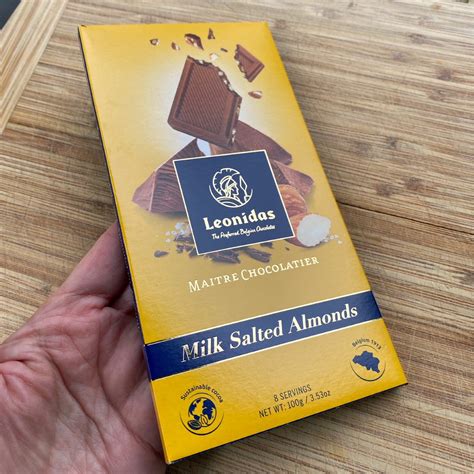 Leonidas
The Preferred Belgian Chocolates
MAITRE CHOCOLATIER
Milk Salted Almonds
Sustainable cocoa
Belgium 1913
8 SERVINGS
NET WT: 100g / 3.53oz